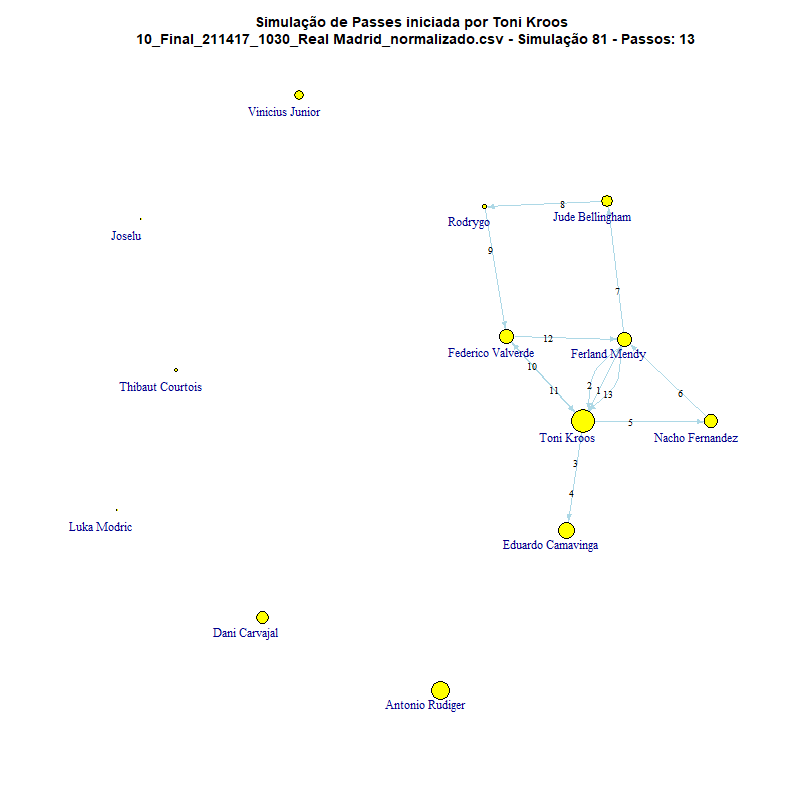 Simulação de Passes iniciada por Toni Kroos
10_Final_211417_1030_Real Madrid_normalizado.csv - Simulação 81 - Passos: 13
Vinicius Junior
8
Rodrygo
Jude Bellingham
Joselu
9
7
12
Federico Valverde
Ferland Mendy
10
Thibaut Courtois
2
1
13
11
6
5
Toni Kroos
Nacho Fernandez
3
4
Luka Modric
Eduardo Camavinga
Dani Carvajal
Antonio Rudiger